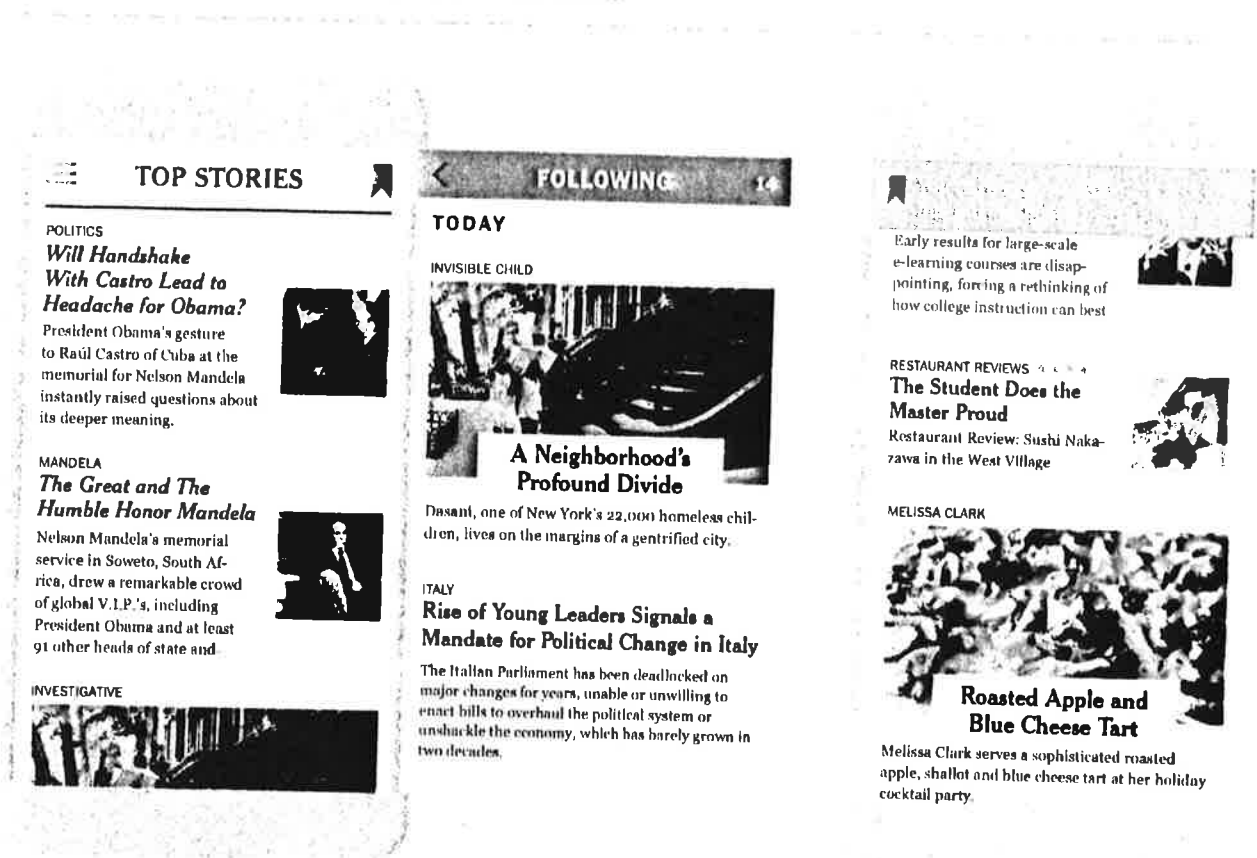 TOP STORIES
POLITICS
Will Handshake
With Castro Lead to
Headache for Obama?
President Obama's gesture
to Raúl Castro of Cuba at the
memorial for Nelson Mandela
instantly raised questions about
its deeper meaning.
MANDELA
The Great and The
Humble Honor Mandela
Nelson Mandela's memorial
service in Soweto, South Af-
rica, drew a remarkable crowd
of global V.I.P.'s, including
President Obama and at least
91 other heads of state and
INVESTIGATIVE
FOLLOWING
14
TODAY
INVISIBLE CHILD
A Neighborhood's
Profound Divide
Dasani, one of New York's 22,000 homeless chil-
dren, lives on the margins of a gentrified city.
ITALY
Rise of Young Leaders Signals a
Mandate for Political Change in Italy
The Italian Parliament has been deadlocked on
major changes for years, unable or unwilling to
enact bills to overhaul the political system or
unshackle the economy, which has barely grown in
two decades.
Early results for large-scale
e-learning courses are disap-
pointing, forcing a rethinking of
how college instruction can best
RESTAURANT REVIEWS
The Student Does the
Master Proud
Restaurant Review: Sushi Naka-
zawa in the West Village
MELISSA CLARK
Roasted Apple and
Blue Cheese Tart
Melissa Clark serves a sophisticated roasted
apple, shallot and blue cheese tart at her holiday
cocktail party.